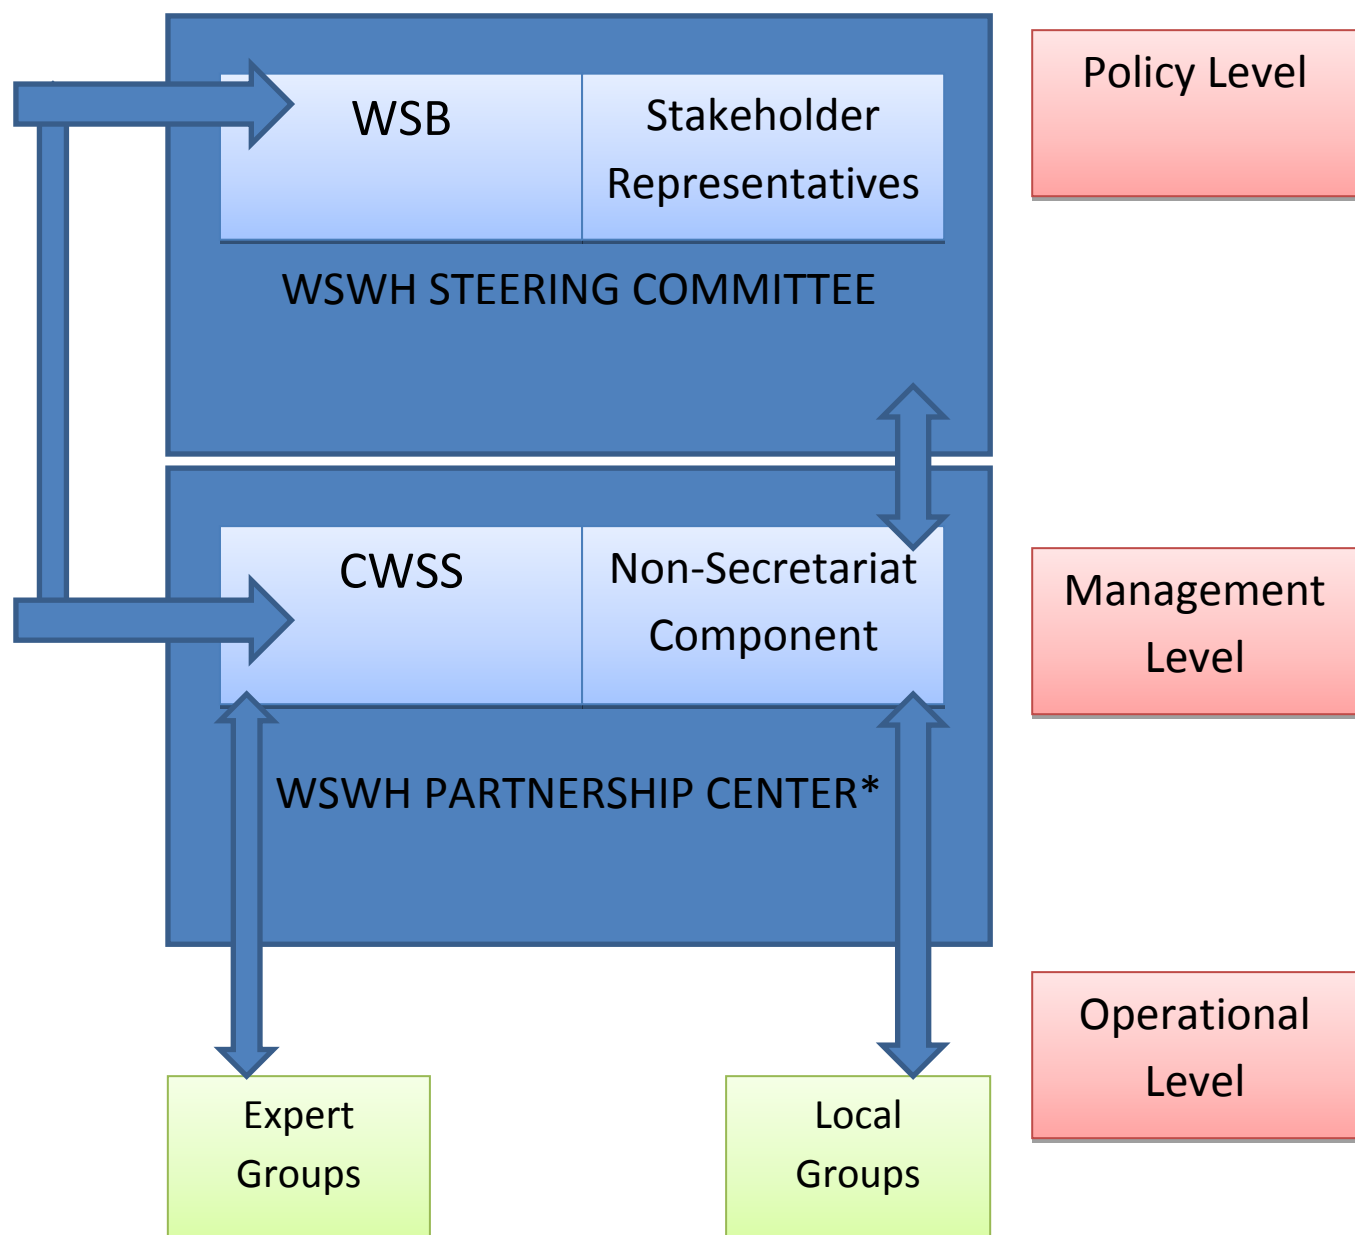 WSB
Stakeholder
Representatives
WSWH STEERING COMMITTEE
Policy Level
CWSS
Non-Secretariat
Component
WSWH PARTNERSHIP CENTER*
Management
Level
Operational
Level
Expert
Groups
Local
Groups